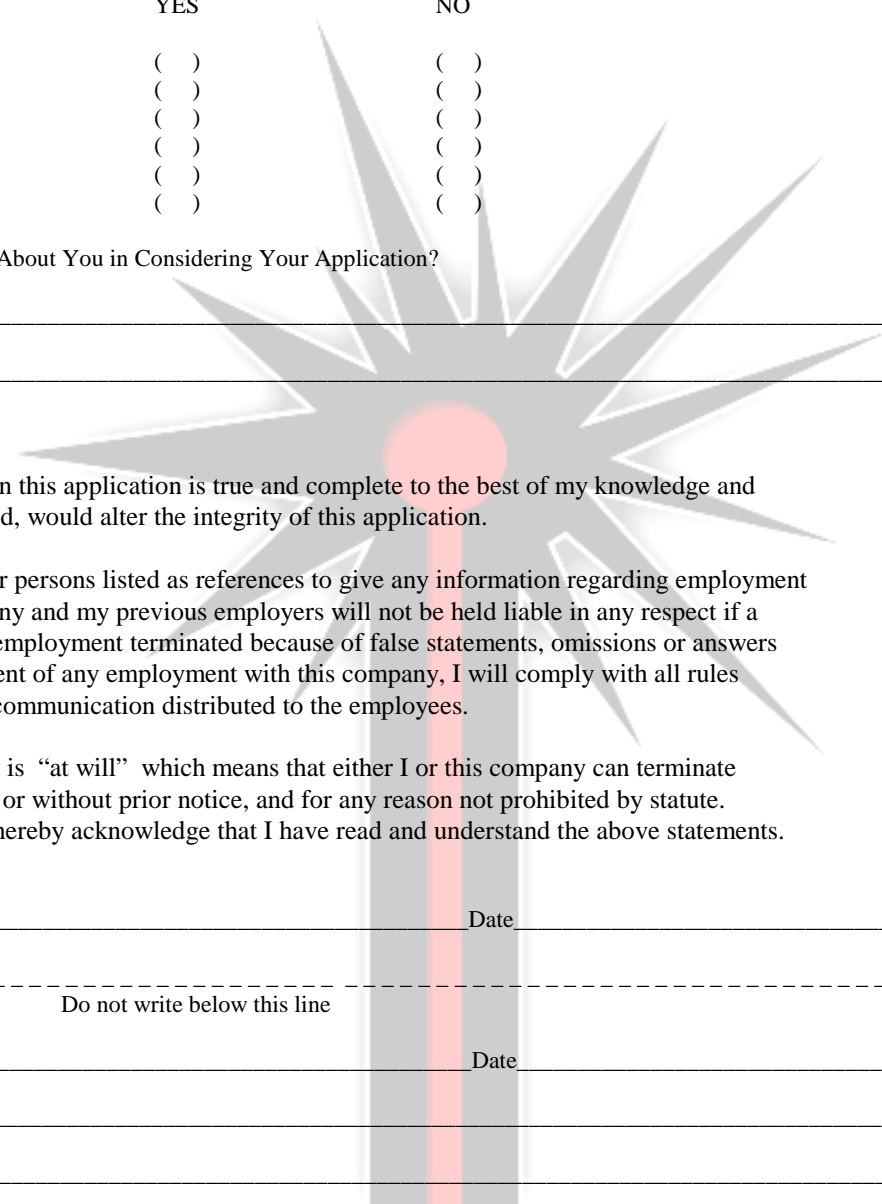 YES NO
( ) ( )
( ) ( )
( ) ( )
( ) ( )
( ) ( )
( ) ( )
About You in Considering Your Application?
n this application is true and complete to the best of my knowledge and
d, would alter the integrity of this application.
r persons listed as references to give any information regarding employment
ny and my previous employers will not be held liable in any respect if a
employment terminated because of false statements, omissions or answers
ent of any employment with this company, I will comply with all rules
communication distributed to the employees.
is “at will” which means that either I or this company can terminate
or without prior notice, and for any reason not prohibited by statute.
hereby acknowledge that I have read and understand the above statements.
Date
Do not write below this line
Date